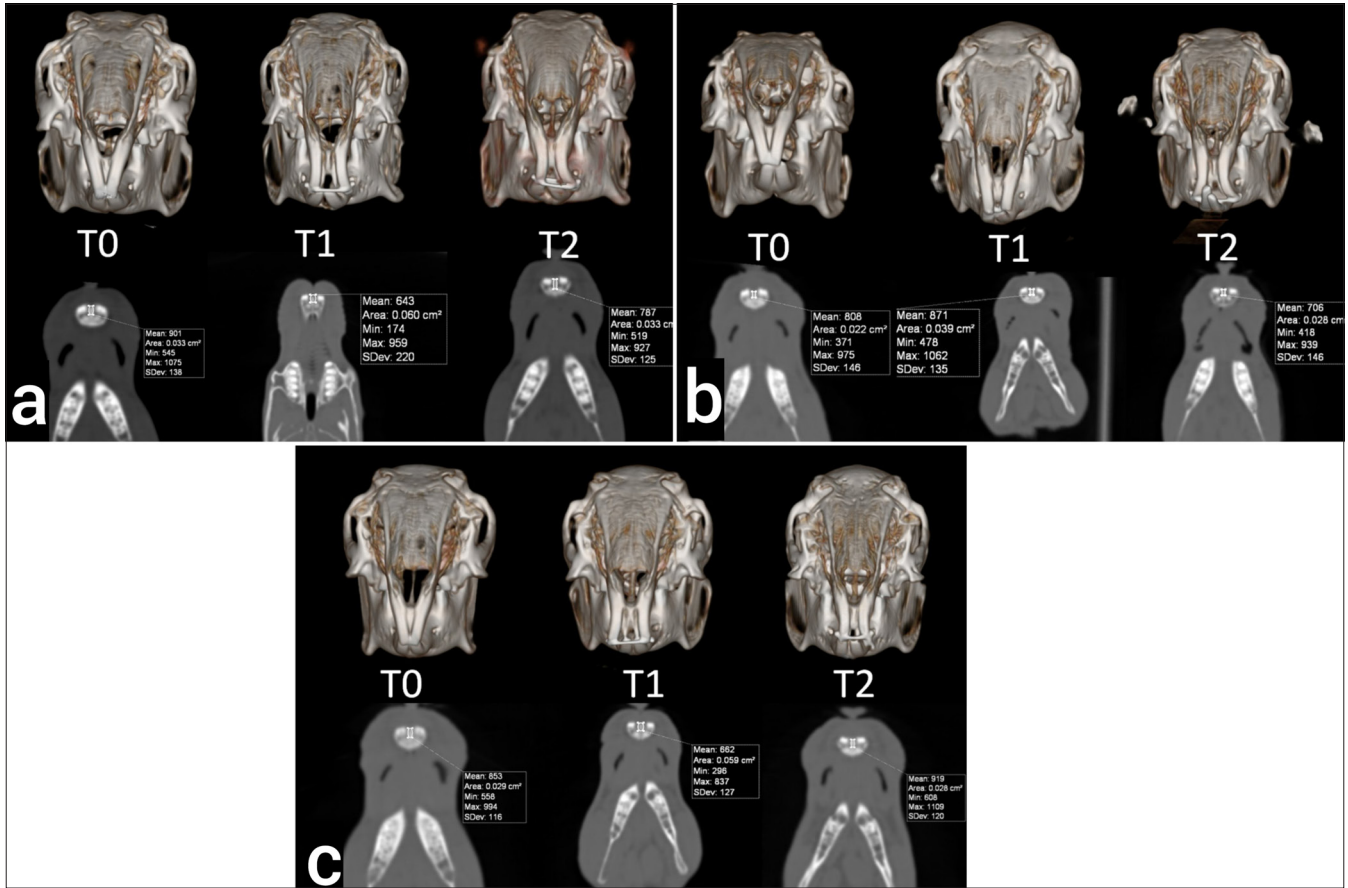 T0
T1
T2
Mean: 901
Area: 0.033 cm²
Min: 545
Max: 1075
SDev: 138
Mean: 643
Area: 0.060 cm²
Min: 174
Max: 959
SDev: 220
Mean: 787
Area: 0.033 cm
Min: 519
Max: 927
SDev: 125
a
T0
T1
T2
Mean: 808
Area: 0.022 cm²
Min: 371
Max: 975
SDev: 146
Mean: 871
Area: 0.039 cm²
Min: 478
Max: 1062
SDev: 135
Mean: 706
Area: 0.028 cm
Min: 418
Max: 939
SDev: 146
b
T0
T1
T2
Mean: 853
Area: 0.029 cm²
Min: 558
Max: 994
SDev: 116
Mean: 662
Area: 0.059 cm²
Min: 296
Max: 837
SDev: 127
Mean: 919
Area: 0.028 cm²
Min: 608
Max: 1109
SDev: 120
c